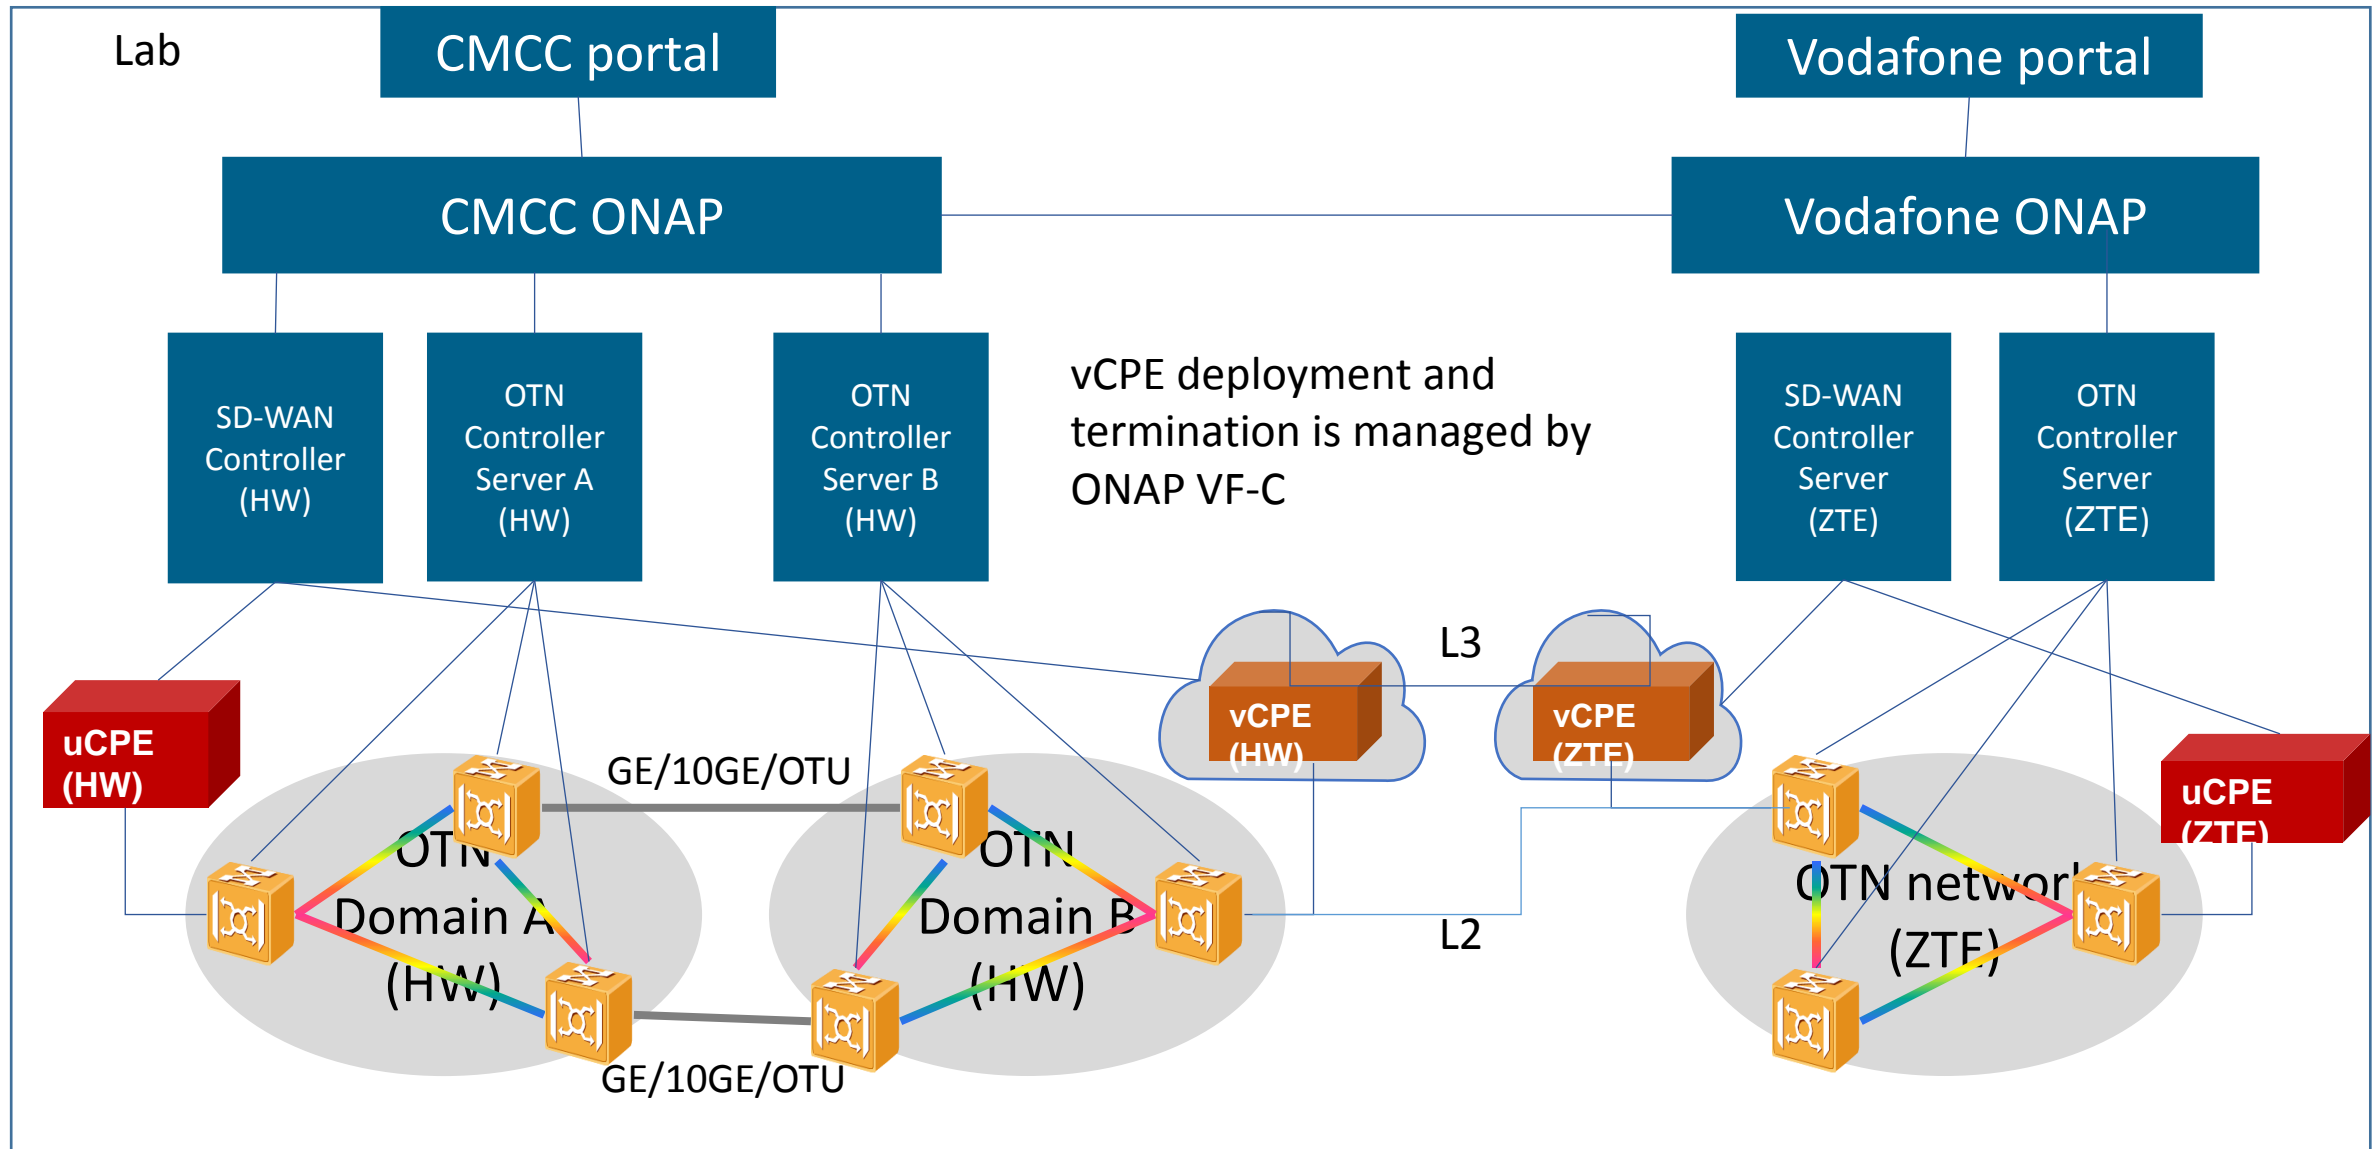 Lab
CMCC portal
Vodafone portal
CMCC ONAP
Vodafone ONAP
SD-WAN
Controller
(HW)
OTN
Controller
Server A
(HW)
OTN
Controller
Server B
(HW)
vCPE deployment and
termination is managed by
ONAP VF-C
SD-WAN
Controller
Server
(ZTE)
OTN
Controller
Server
(ZTE)
L3
uCPE
(HW)
vCPE
(HW)
vCPE
(ZTE)
uCPE
(ZTE)
GE/10GE/OTU
OTN
Domain A
(HW)
OTN
Domain B
(HW)
L2
OTN network
(ZTE)
GE/10GE/OTU